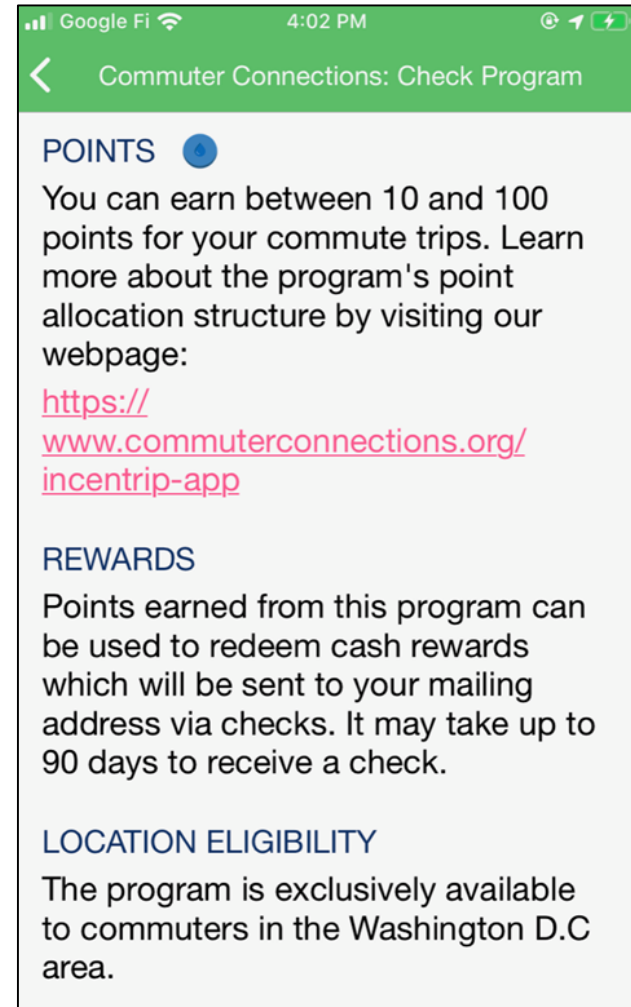 Google Fi 4:02 PM
Commuter Connections: Check Program
POINTS
You can earn between 10 and 100
points for your commute trips. Learn
more about the program's point
allocation structure by visiting our
webpage:
https://
www.commuterconnections.org/
incentrip-app
REWARDS
Points earned from this program can
be used to redeem cash rewards
which will be sent to your mailing
address via checks. It may take up to
90 days to receive a check.
LOCATION ELIGIBILITY
The program is exclusively available
to commuters in the Washington D.C
area.